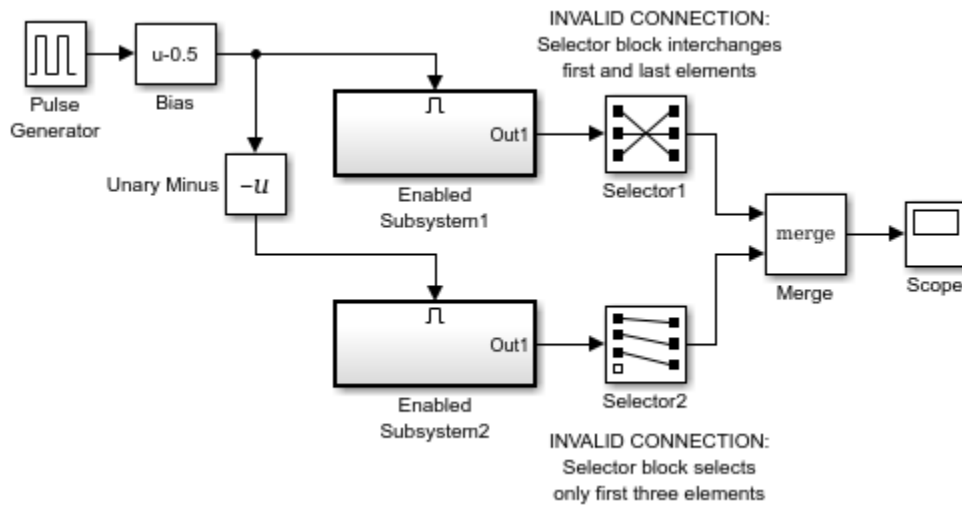 INVALID CONNECTION:
Selector block interchanges
first and last elements
u-0.5
Pulse
Generator
Bias
Out1
Unary Minus
−u
Enabled
Subsystem1
Selector1
merge
Merge
Scope
Out1
Enabled
Subsystem2
Selector2
INVALID CONNECTION:
Selector block selects
only first three elements